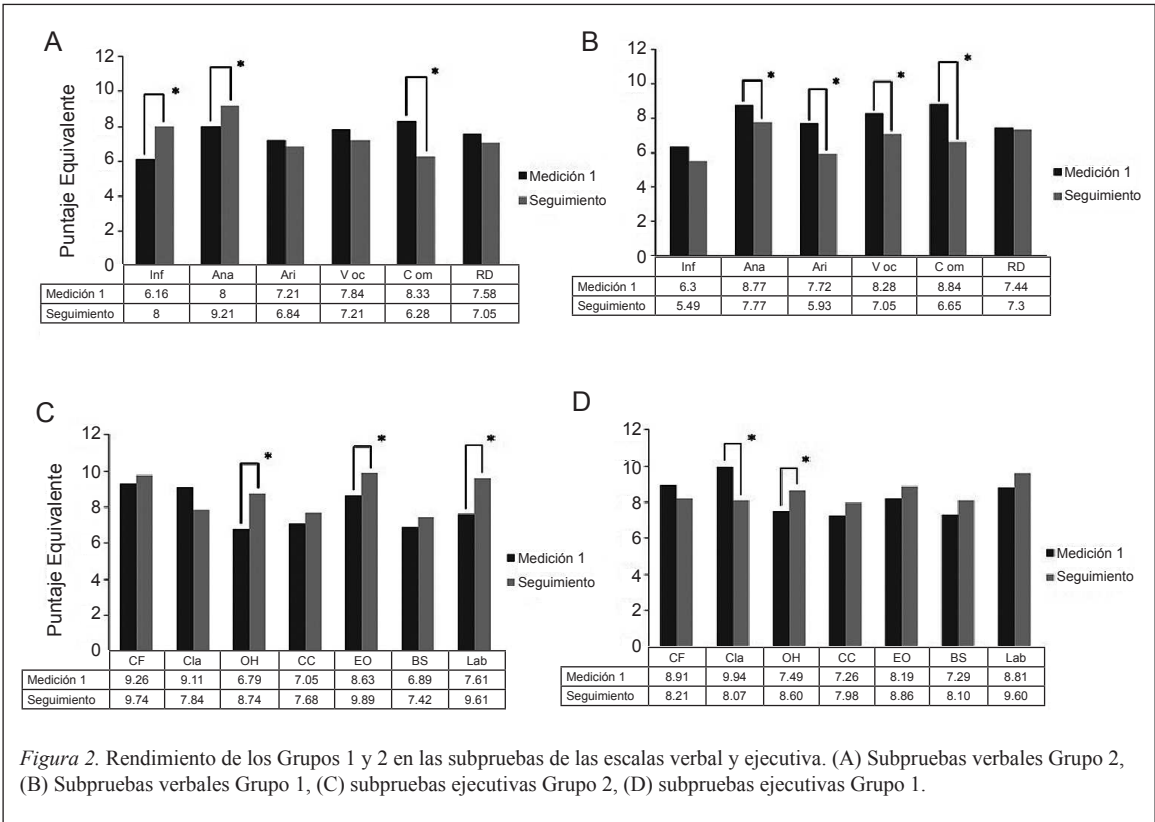 A
12
10
8
6
4
2
0
Puntaje Equivalente
*
*
*
Medición 1
Seguimiento
Inf Ana Ari V oc C om RD
Medición 1 6.16 8 7.21 7.84 8.33 7.58
Seguimiento 8 9.21 6.84 7.21 6.28 7.05
B
12
10
8
6
4
2
0
*
*
*
*
Medición 1
Seguimiento
Inf Ana Ari V oc C om RD
Medición 1 6.3 8.77 7.72 8.28 8.84 7.44
Seguimiento 5.49 7.77 5.93 7.05 6.65 7.3
C
12
10
8
6
4
2
0
Puntaje Equivalente
*
*
*
Medición 1
Seguimiento
CF Cla OH CC EO BS Lab
Medición 1 9.26 9.11 6.79 7.05 8.63 6.89 7.61
Seguimiento 9.74 7.84 8.74 7.68 9.89 7.42 9.61
D
12
10
8
6
4
2
0
*
*
Medición 1
Seguimiento
CF Cla OH CC EO BS Lab
Medición 1 8.91 9.94 7.49 7.26 8.19 7.29 8.81
Seguimiento 8.21 8.07 8.60 7.98 8.86 8.10 9.60
Figura 2. Rendimiento de los Grupos 1 y 2 en las subpruebas de las escalas verbal y ejecutiva. (A) Subpruebas verbales Grupo 2,
(B) Subpruebas verbales Grupo 1, (C) subpruebas ejecutivas Grupo 2, (D) subpruebas ejecutivas Grupo 1.